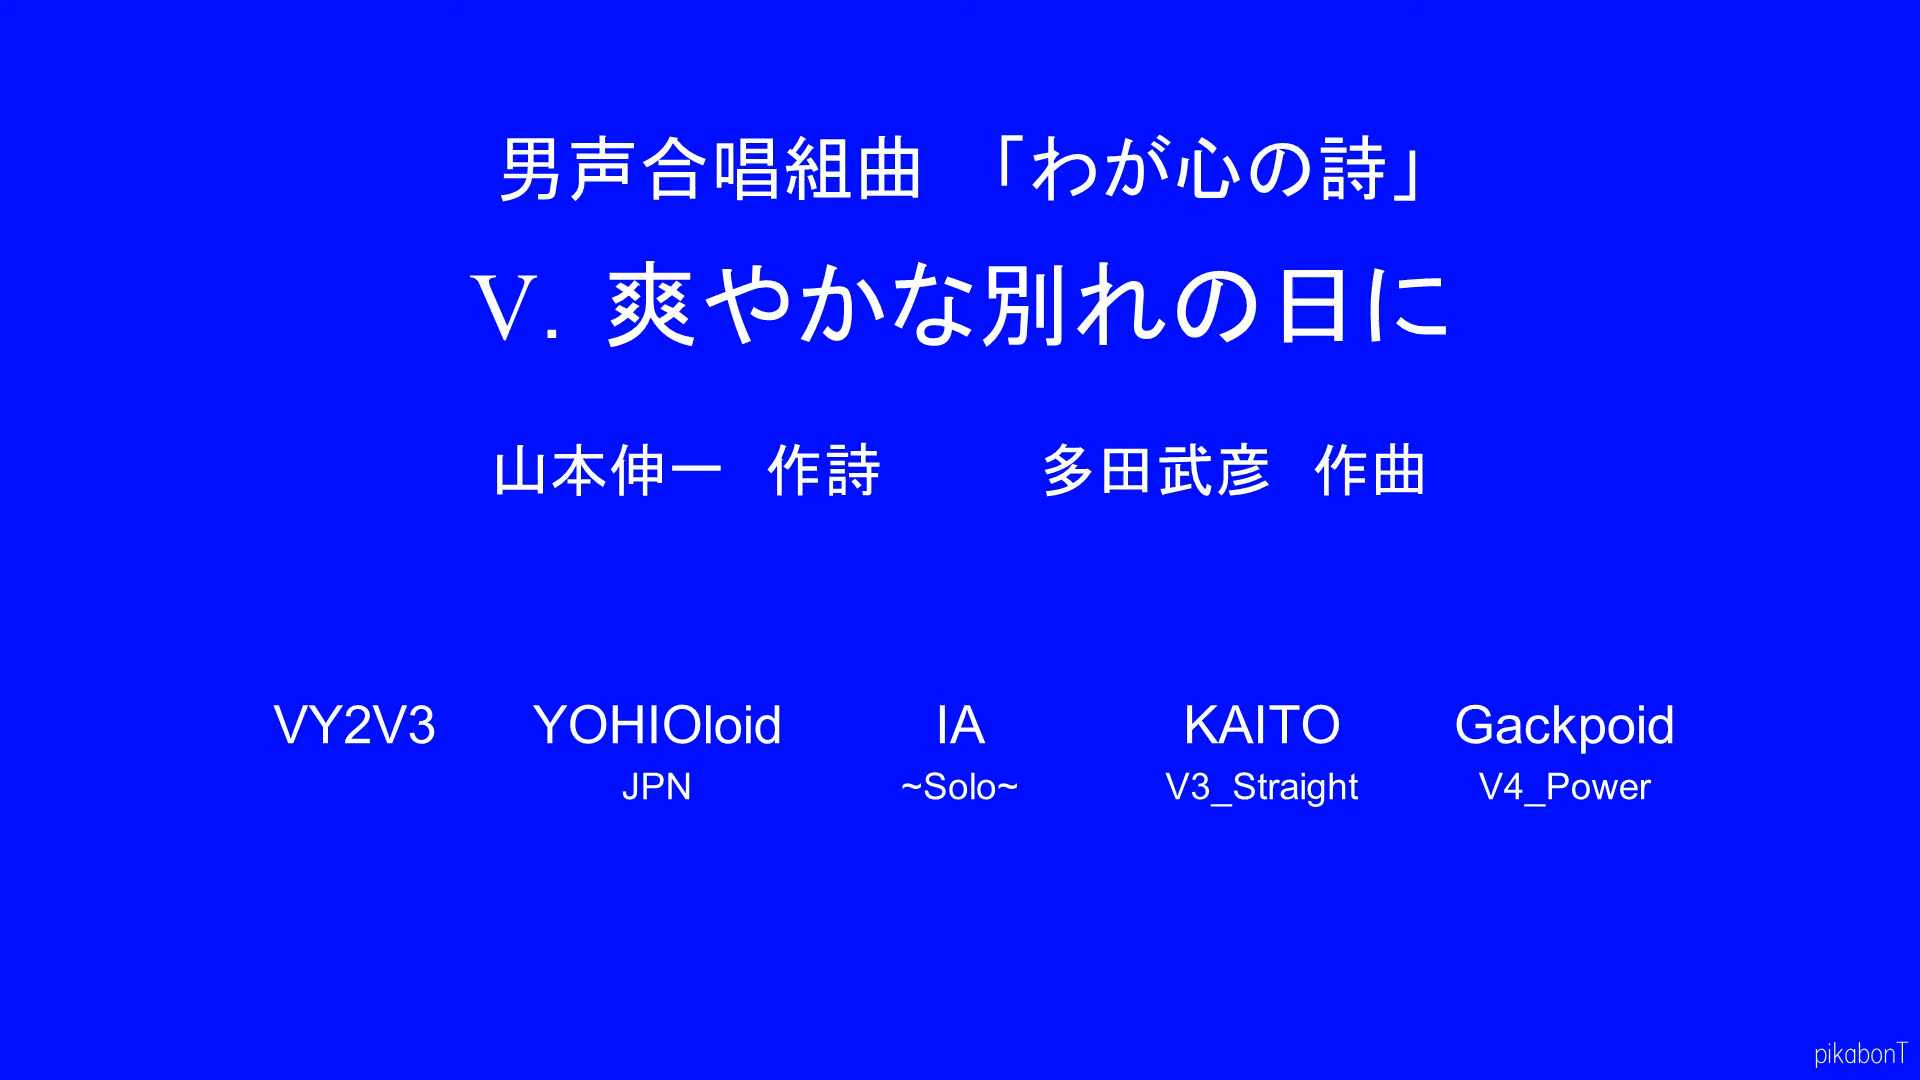 男声合唱組曲　「わが心の詩」
V. 爽やかな別れの日に
山本伸一　作詩　　　多田武彦　作曲
VY2V3　YOHIOloid　IA　KAITO　Gackpoid
JPN　~Solo~　V3_Straight　V4_Power
pikabonT